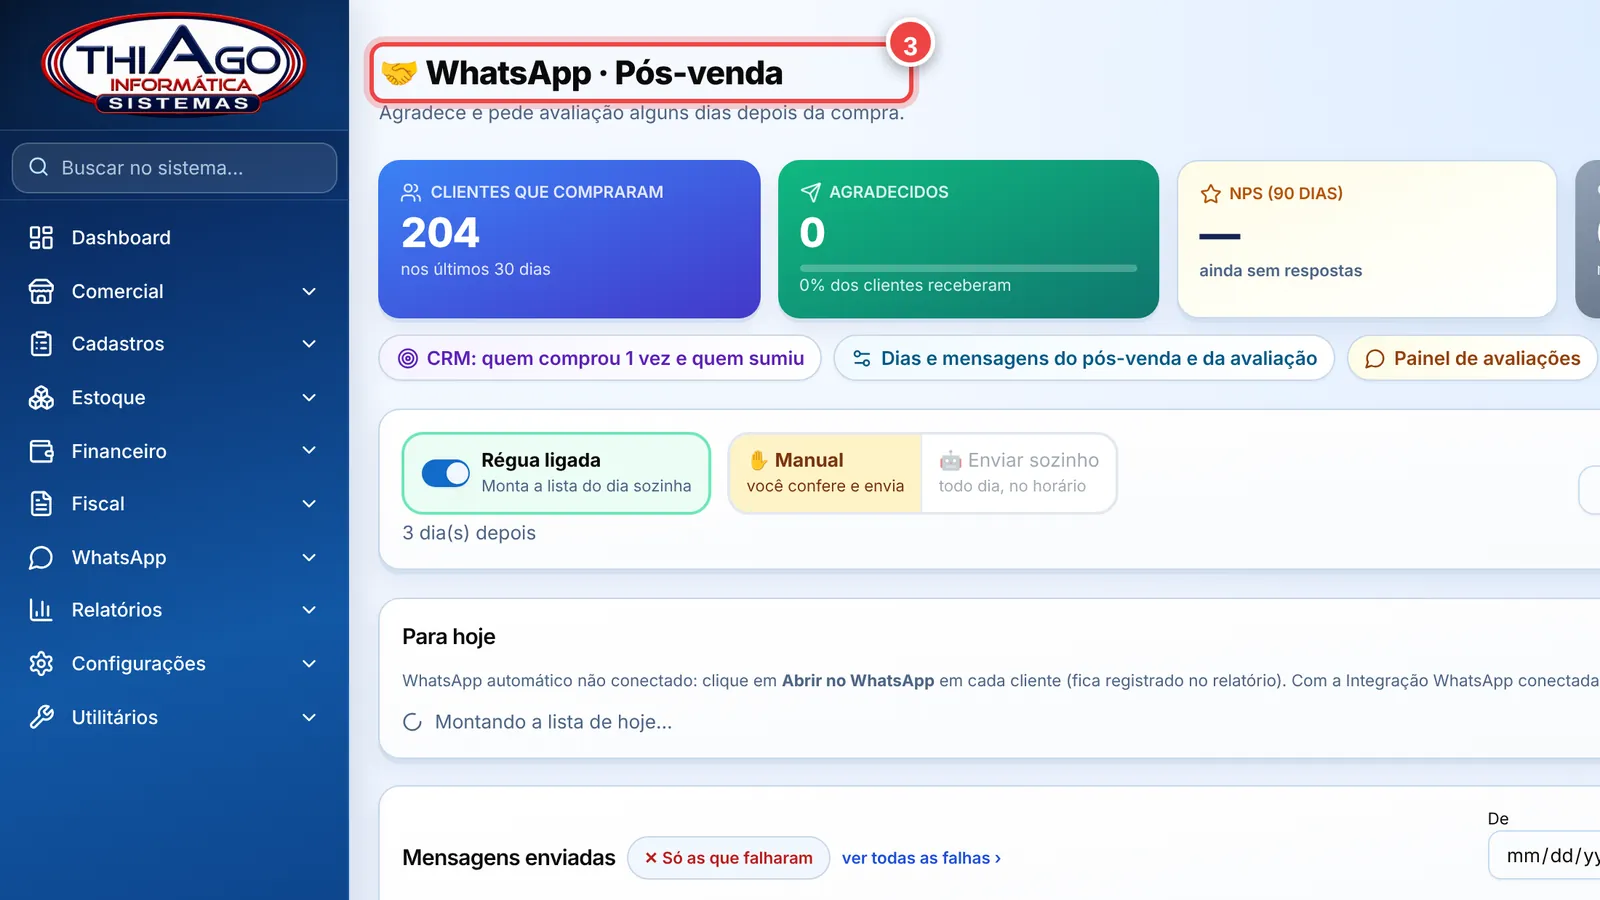 THIAGO
INFORMÁTICA
SISTEMAS
Buscar no sistema...
Dashboard
Comercial
Cadastros
Estoque
Financeiro
Fiscal
WhatsApp
Relatórios
Configurações
Utilitários
3
WhatsApp · Pós-venda
Agradece e pede avaliação alguns dias depois da compra.
CLIENTES QUE COMPRARAM
204
nos últimos 30 dias
AGRADECIDOS
0
0% dos clientes receberam
NPS (90 DIAS)
—
ainda sem respostas
CRM: quem comprou 1 vez e quem sumiu
Dias e mensagens do pós-venda e da avaliação
Painel de avaliações
Régua ligada
Monta a lista do dia sozinha
Manual
você confere e envia
Enviar sozinho
todo dia, no horário
3 dia(s) depois
Para hoje
WhatsApp automático não conectado: clique em Abrir no WhatsApp em cada cliente (fica registrado no relatório). Com a Integração WhatsApp conectada
Montando a lista de hoje...
De
Mensagens enviadas
✕ Só as que falharam
ver todas as falhas ›
mm/dd/yy